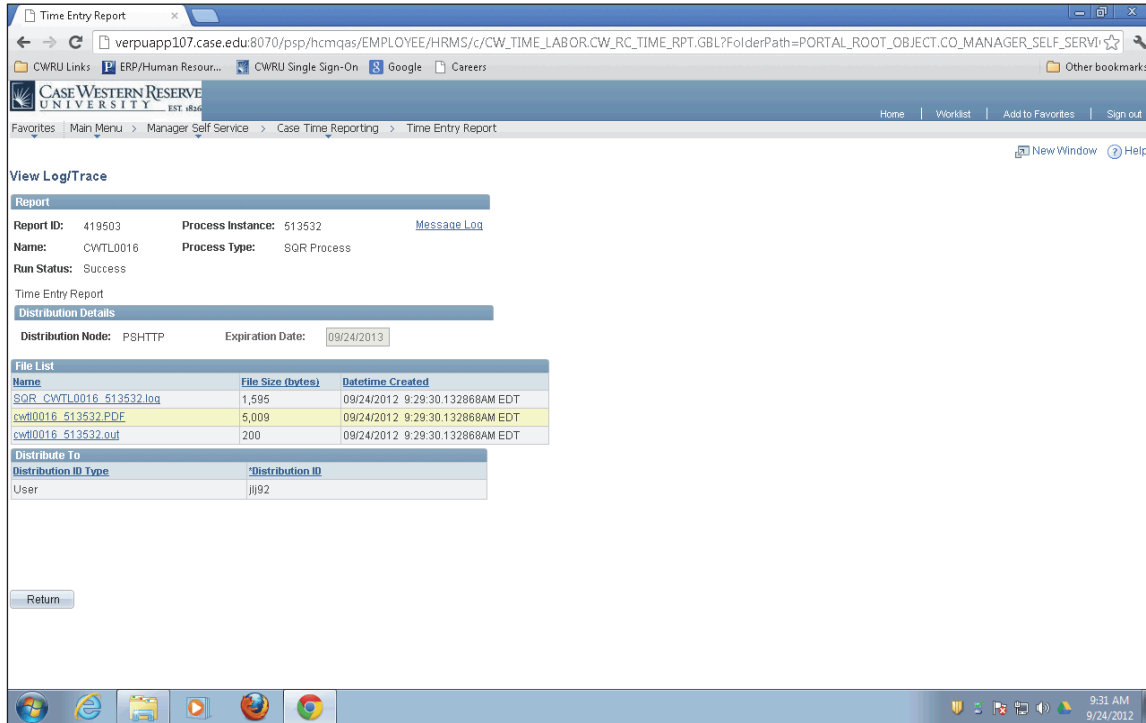 Time Entry Report
verpuapp107.case.edu:8070/psp/hcmqas/EMPLOYEE/HRMS/c/CW_TIME_LABOR.CW_RC_TIME_RPT.GBL?FolderPath=PORTAL_ROOT_OBJECT.CO_MANAGER_SELF_SERVI
CWRU Links ERP/Human Resour... CWRU Single Sign-On Google Careers Other bookmarks
CASE WESTERN RESERVE
UNIVERSITY EST. 1826
Home | Worklist | Add to Favorites | Sign out
Favorites Main Menu > Manager Self Service > Case Time Reporting > Time Entry Report
New Window Help
View Log/Trace
Report
Report ID: 419503 Process Instance: 513532 Message Log
Name: CWTL0016 Process Type: SQR Process
Run Status: Success
Time Entry Report
Distribution Details
Distribution Node: PSHTTP Expiration Date: 09/24/2013
File List
Name File Size (bytes) Datetime Created
SQR_CWTL0016_513532.log 1,595 09/24/2012 9:29:30.132868AM EDT
cwtl0016_513532.PDF 5,009 09/24/2012 9:29:30.132868AM EDT
cwtl0016_513532.out 200 09/24/2012 9:29:30.132868AM EDT
Distribute To
Distribution ID Type *Distribution ID
User jlj92
Return
9:31 AM
9/24/2012